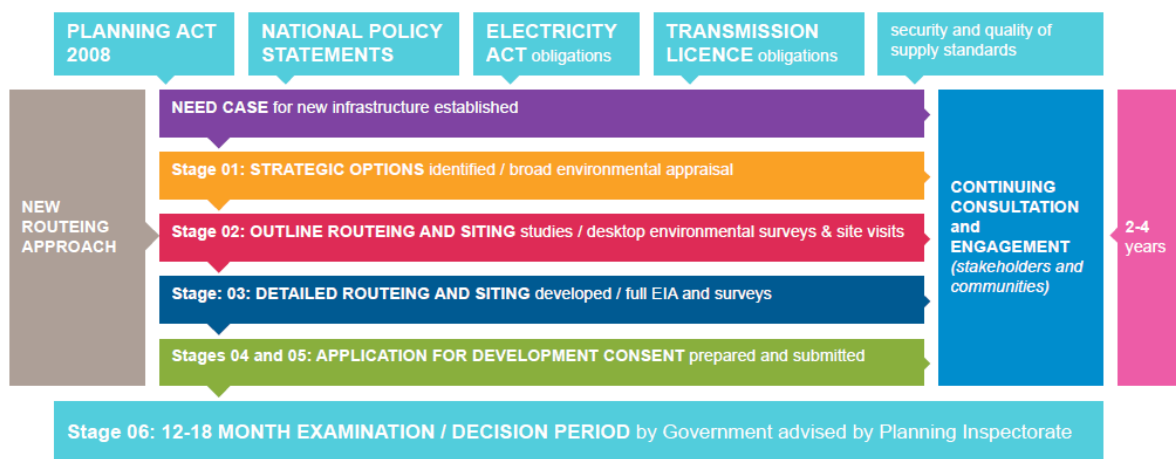 PLANNING ACT
2008
NATIONAL POLICY
STATEMENTS
ELECTRICITY
ACT obligations
TRANSMISSION
LICENCE obligations
security and quality of
supply standards
NEW
ROUTEING
APPROACH
NEED CASE for new infrastructure established
Stage 01: STRATEGIC OPTIONS identified / broad environmental appraisal
Stage 02: OUTLINE ROUTEING AND SITING studies / desktop environmental surveys & site visits
Stage: 03: DETAILED ROUTEING AND SITING developed / full EIA and surveys
Stages 04 and 05: APPLICATION FOR DEVELOPMENT CONSENT prepared and submitted
CONTINUING
CONSULTATION
and
ENGAGEMENT
(stakeholders and
communities)
2-4
years
Stage 06: 12-18 MONTH EXAMINATION / DECISION PERIOD by Government advised by Planning Inspectorate